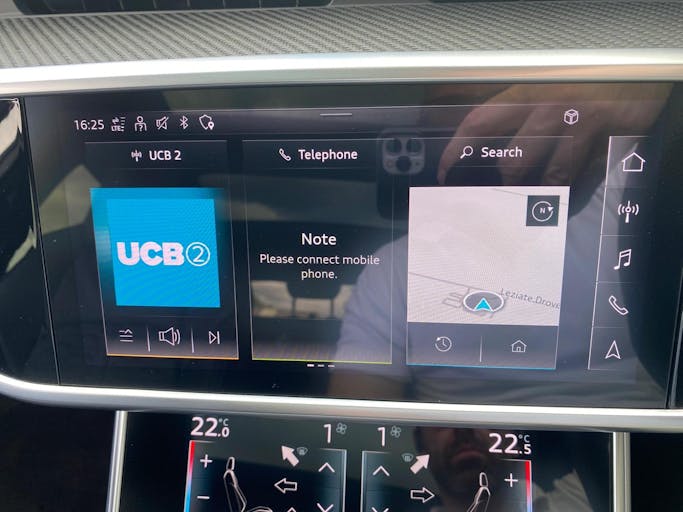 16:25 LTE
UCB 2
Telephone
Search
UCB2
Note
Please connect mobile
phone.
N
Leziate Drove
22.0 °C
1
1
22.5 °C
+
+
−